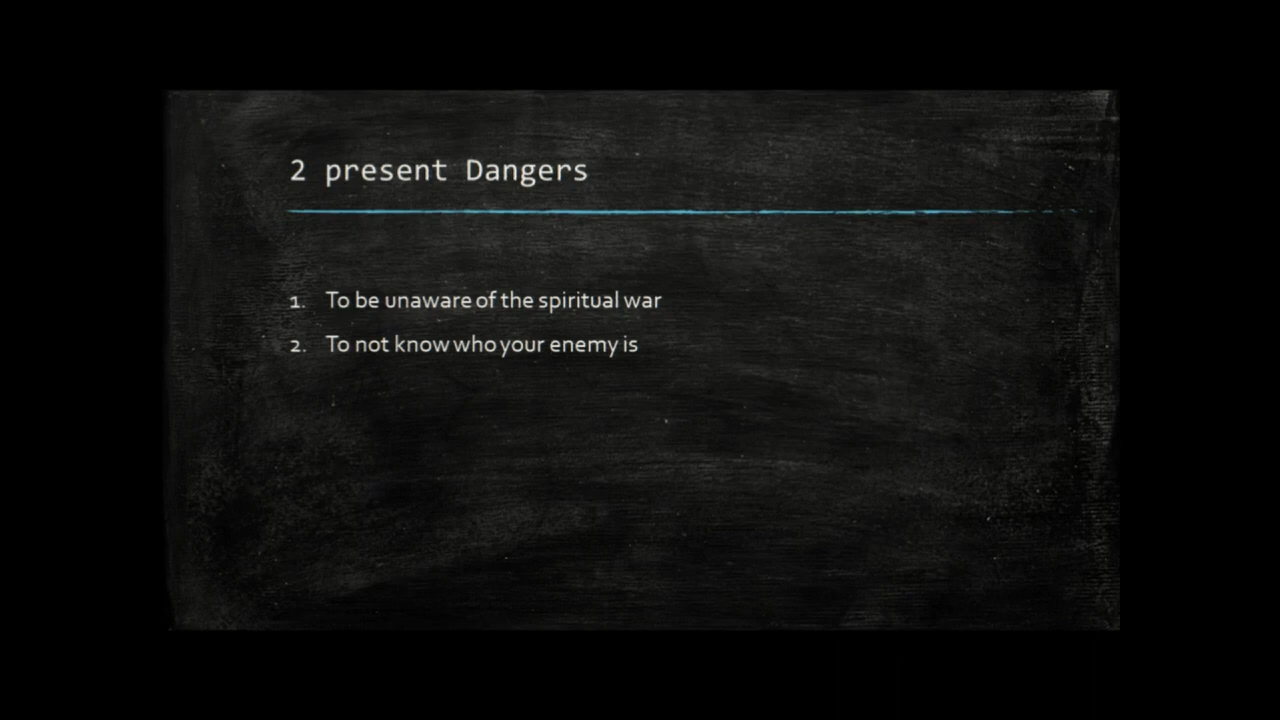 2 present Dangers
1. To be unaware of the spiritual war
2. To not know who your enemy is